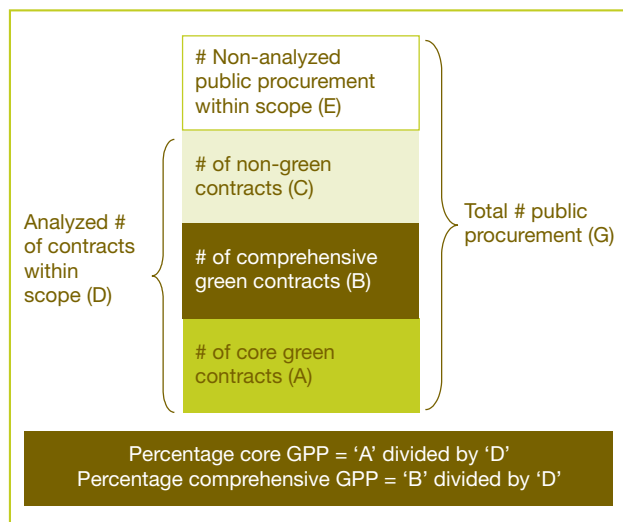 # Non-analyzed
public procurement
within scope (E)
# of non-green
contracts (C)
Analyzed #
of contracts
within
scope (D)
# of comprehensive
green contracts (B)
Total # public
procurement (G)
# of core green
contracts (A)
Percentage core GPP = ‘A’ divided by ‘D’
Percentage comprehensive GPP = ‘B’ divided by ‘D’